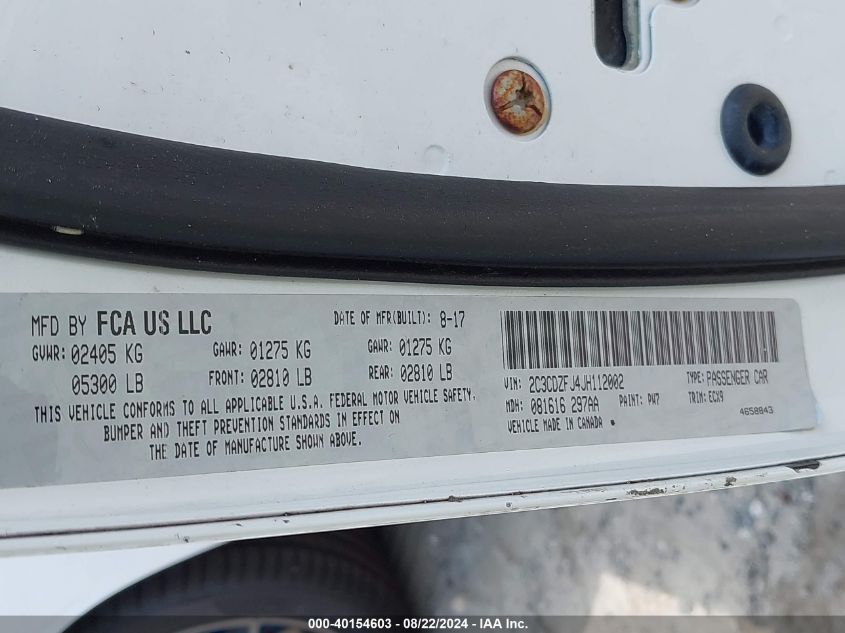 MFD BY FCA US LLC
DATE OF MFR(BUILT): 8-17
GVWR: 02405 KG
GAWR: 01275 KG
GAWR: 01275 KG
05300 LB
FRONT: 02810 LB
REAR: 02810 LB
THIS VEHICLE CONFORMS TO ALL APPLICABLE U.S.A. FEDERAL MOTOR VEHICLE SAFETY,
BUMPER AND THEFT PREVENTION STANDARDS IN EFFECT ON
THE DATE OF MANUFACTURE SHOWN ABOVE.
VIN: 2C3CDZFJ4JH112002
TYPE: PASSENGER CAR
MDH: 081616 297AA
PAINT: PW7
TRIM: ECX9
VEHICLE MADE IN CANADA
4658843
000-40154603 - 08/22/2024 - IAA Inc.